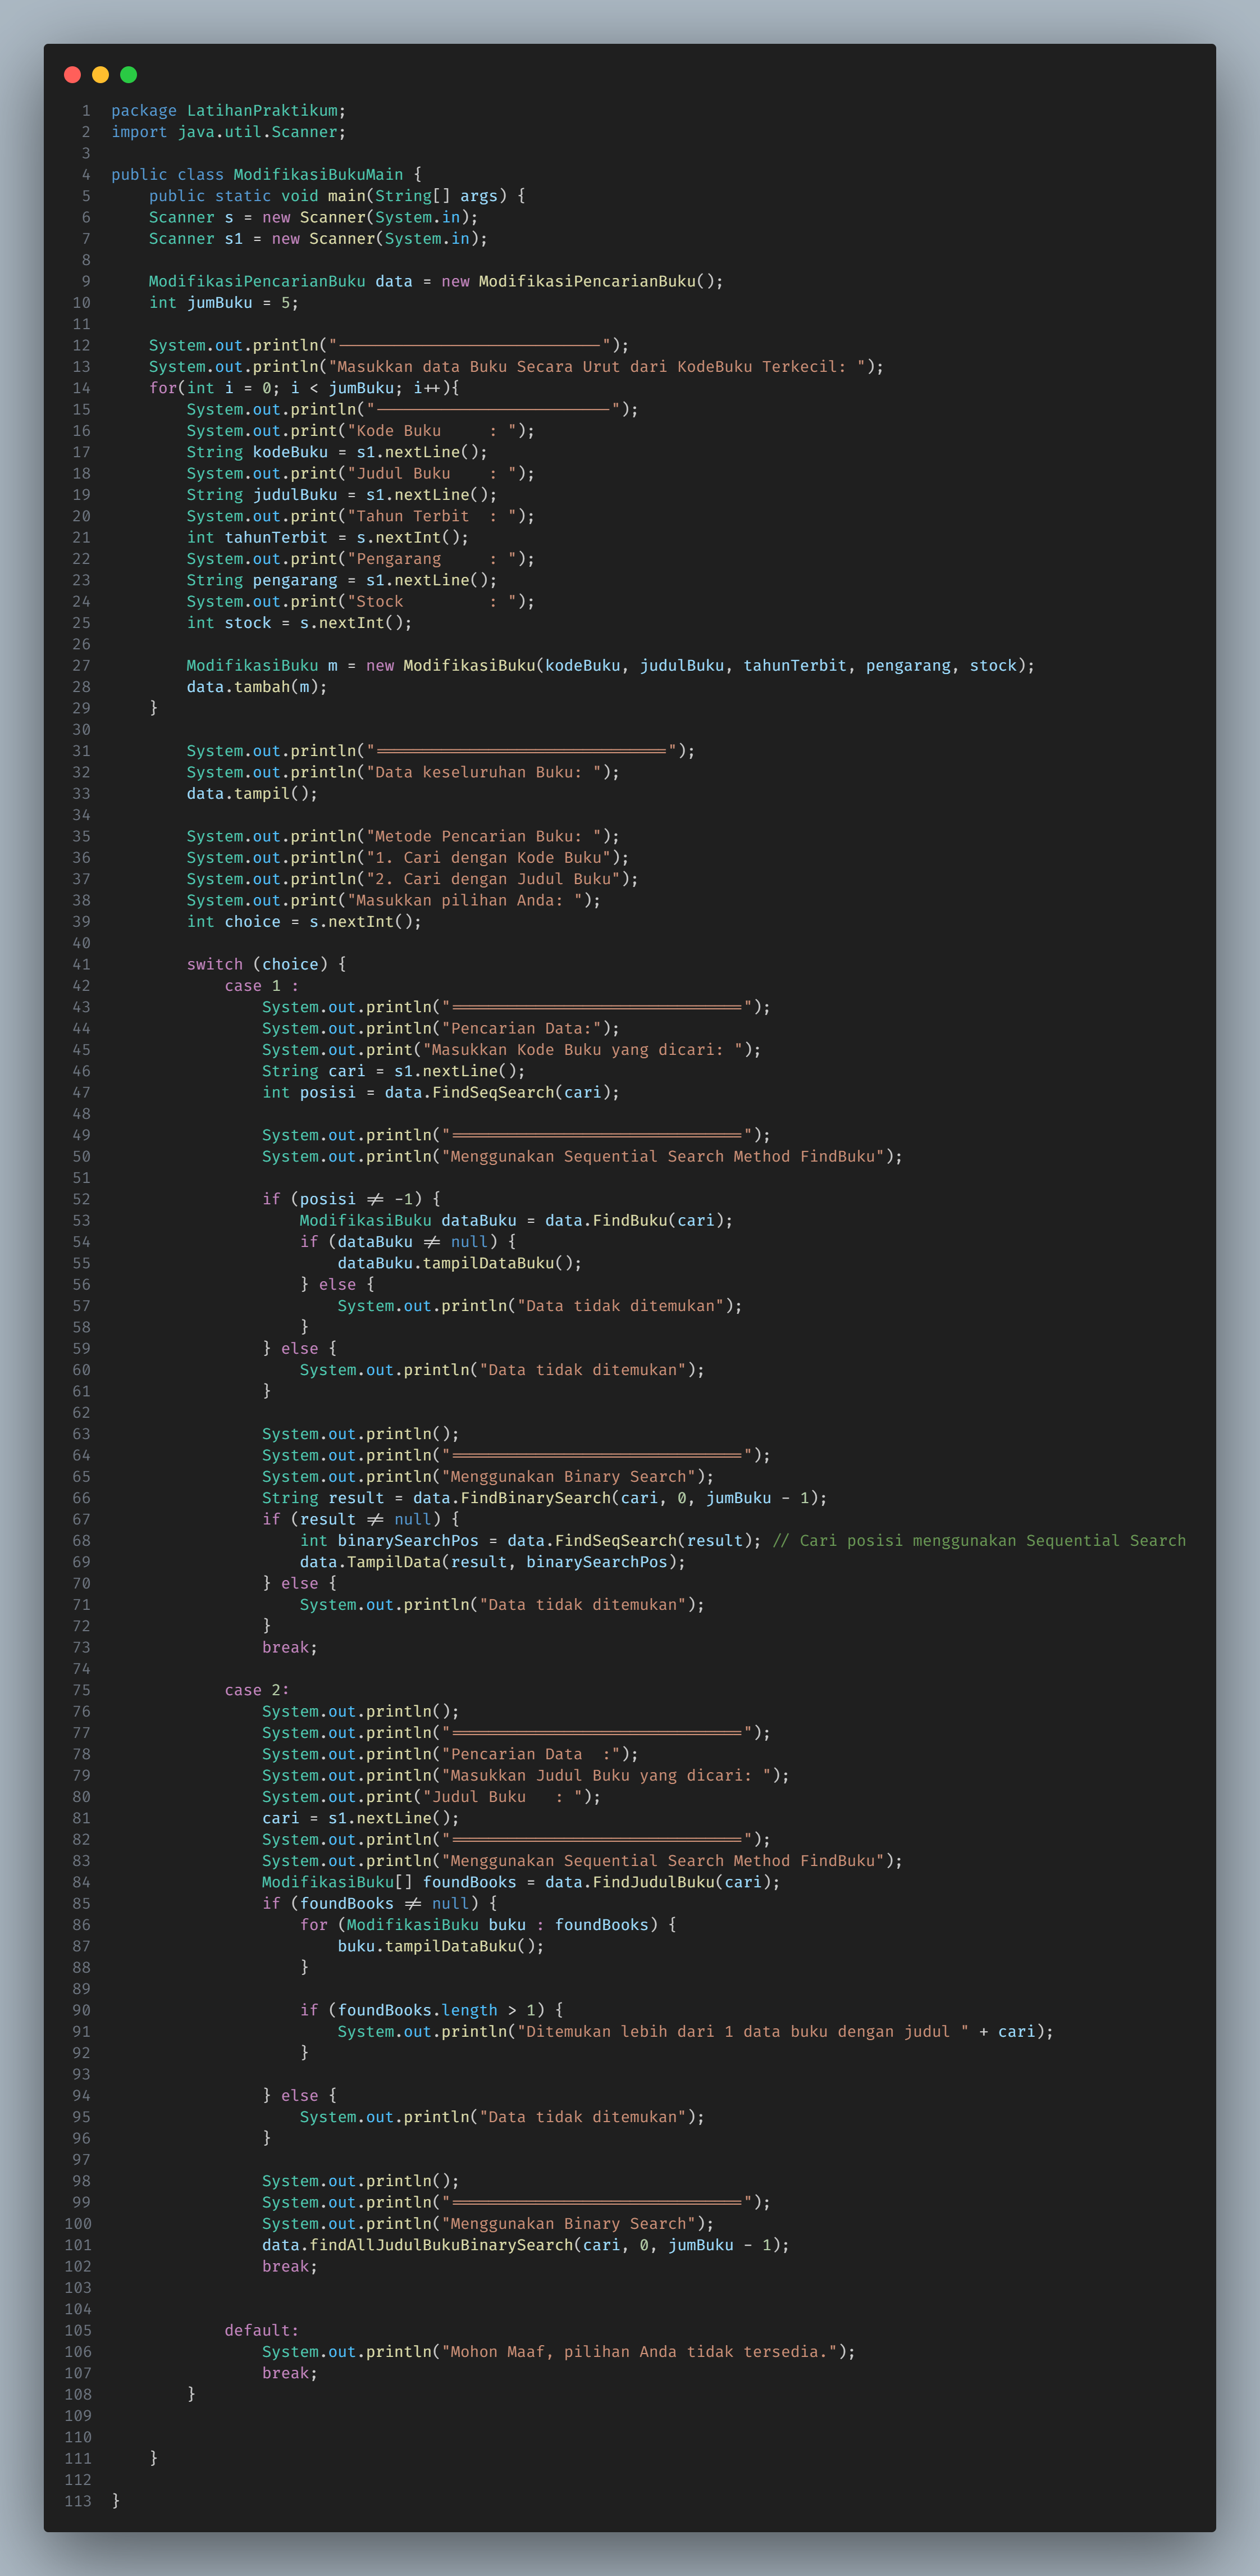 1 package LatihanPraktikum;
2 import java.util.Scanner;
3
4 public class ModifikasiBukuMain {
5     public static void main(String[] args) {
6     Scanner s = new Scanner(System.in);
7     Scanner s1 = new Scanner(System.in);
8
9     ModifikasiPencarianBuku data = new ModifikasiPencarianBuku();
10     int jumBuku = 5;
11
12     System.out.println("----------------------------");
13     System.out.println("Masukkan data Buku Secara Urut dari KodeBuku Terkecil: ");
14     for(int i = 0; i < jumBuku; i++){
15         System.out.println("-------------------------");
16         System.out.print("Kode Buku     : ");
17         String kodeBuku = s1.nextLine();
18         System.out.print("Judul Buku    : ");
19         String judulBuku = s1.nextLine();
20         System.out.print("Tahun Terbit  : ");
21         int tahunTerbit = s.nextInt();
22         System.out.print("Pengarang     : ");
23         String pengarang = s1.nextLine();
24         System.out.print("Stock         : ");
25         int stock = s.nextInt();
26
27         ModifikasiBuku m = new ModifikasiBuku(kodeBuku, judulBuku, tahunTerbit, pengarang, stock);
28         data.tambah(m);
29     }
30
31         System.out.println("===============================");
32         System.out.println("Data keseluruhan Buku: ");
33         data.tampil();
34
35         System.out.println("Metode Pencarian Buku: ");
36         System.out.println("1. Cari dengan Kode Buku");
37         System.out.println("2. Cari dengan Judul Buku");
38         System.out.print("Masukkan pilihan Anda: ");
39         int choice = s.nextInt();
40
41         switch (choice) {
42             case 1 :
43                 System.out.println("===============================");
44                 System.out.println("Pencarian Data:");
45                 System.out.print("Masukkan Kode Buku yang dicari: ");
46                 String cari = s1.nextLine();
47                 int posisi = data.FindSeqSearch(cari);
48
49                 System.out.println("===============================");
50                 System.out.println("Menggunakan Sequential Search Method FindBuku");
51
52                 if (posisi != -1) {
53                     ModifikasiBuku dataBuku = data.FindBuku(cari);
54                     if (dataBuku != null) {
55                         dataBuku.tampilDataBuku();
56                     } else {
57                         System.out.println("Data tidak ditemukan");
58                     }
59                 } else {
60                     System.out.println("Data tidak ditemukan");
61                 }
62
63                 System.out.println();
64                 System.out.println("===============================");
65                 System.out.println("Menggunakan Binary Search");
66                 String result = data.FindBinarySearch(cari, 0, jumBuku - 1);
67                 if (result != null) {
68                     int binarySearchPos = data.FindSeqSearch(result); // Cari posisi menggunakan Sequential Search
69                     data.TampilData(result, binarySearchPos);
70                 } else {
71                     System.out.println("Data tidak ditemukan");
72                 }
73                 break;
74
75             case 2:
76                 System.out.println();
77                 System.out.println("===============================");
78                 System.out.println("Pencarian Data  :");
79                 System.out.println("Masukkan Judul Buku yang dicari: ");
80                 System.out.print("Judul Buku   : ");
81                 cari = s1.nextLine();
82                 System.out.println("===============================");
83                 System.out.println("Menggunakan Sequential Search Method FindBuku");
84                 ModifikasiBuku[] foundBooks = data.FindJudulBuku(cari);
85                 if (foundBooks != null) {
86                     for (ModifikasiBuku buku : foundBooks) {
87                         buku.tampilDataBuku();
88                     }
89
90                     if (foundBooks.length > 1) {
91                         System.out.println("Ditemukan lebih dari 1 data buku dengan judul " + cari);
92                     }
93
94                 } else {
95                     System.out.println("Data tidak ditemukan");
96                 }
97
98                 System.out.println();
99                 System.out.println("===============================");
100                 System.out.println("Menggunakan Binary Search");
101                 data.findAllJudulBukuBinarySearch(cari, 0, jumBuku - 1);
102                 break;
103
104
105             default:
106                 System.out.println("Mohon Maaf, pilihan Anda tidak tersedia.");
107                 break;
108         }
109
110
111     }
112
113 }